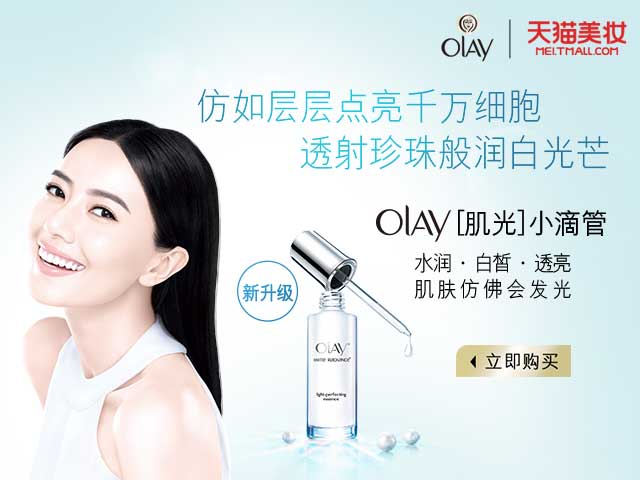 OLAY
天猫美妆
MEI.TMALL.COM
仿如层层点亮千万细胞
透射珍珠般润白光芒
OLAY [肌光]小滴管
水润·白皙·透亮
肌肤仿佛会发光
新升级
OLAY
WHITE RADIANCE
light-perfecting
essence
立即购买